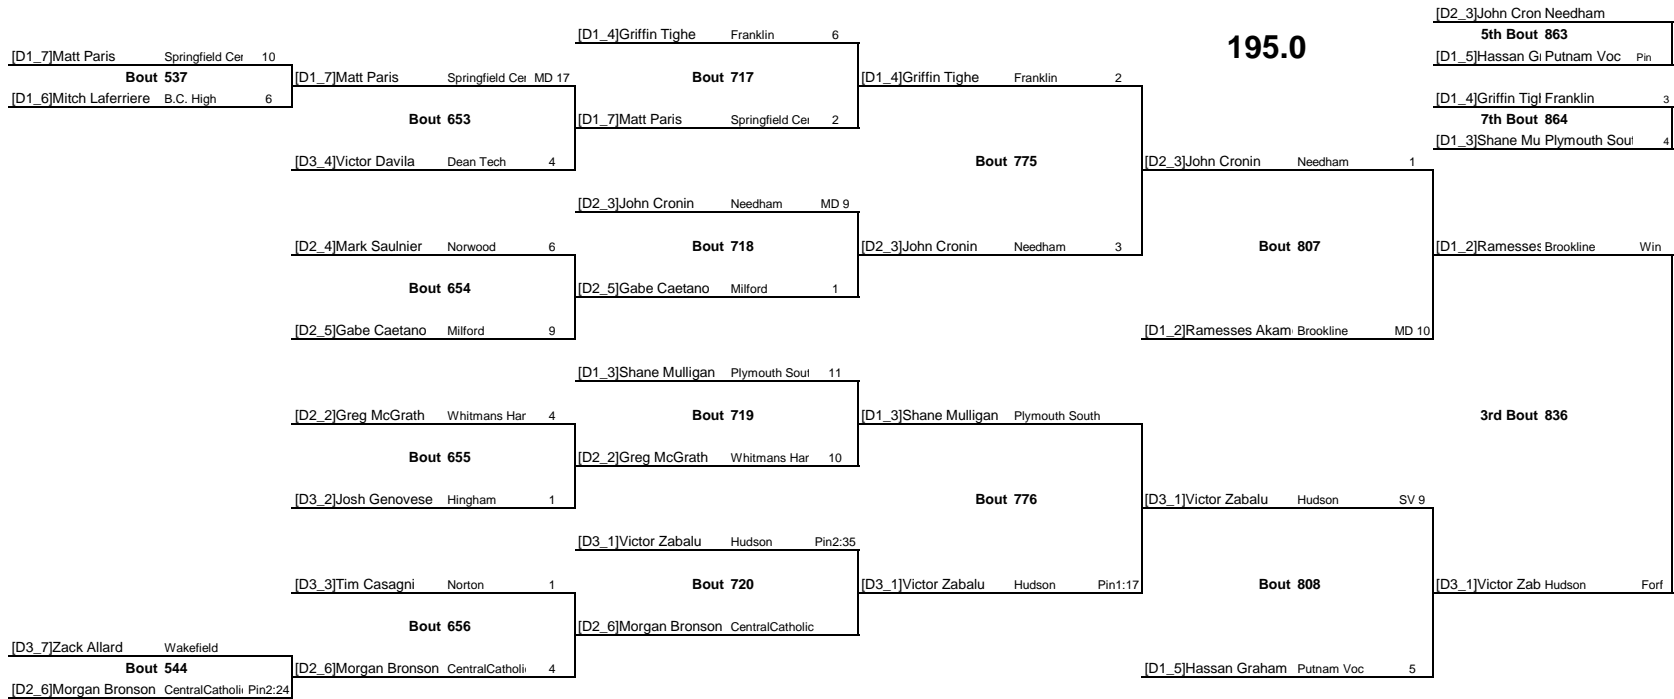 [D2_3]John Cron Needham
[D1_4]Griffin Tighe Franklin 6
195.0
5th Bout 863
[D1_7]Matt Paris Springfield Cer 10
[D1_5]Hassan Gr Putnam Voc Pin
Bout 537
[D1_7]Matt Paris Springfield Cer MD 17
Bout 717
[D1_4]Griffin Tighe Franklin 2
[D1_6]Mitch Laferriere B.C. High 6
[D1_4]Griffin Tigh Franklin 3
Bout 653
[D1_7]Matt Paris Springfield Cer 2
7th Bout 864
[D1_3]Shane Mu Plymouth Sout 4
[D3_4]Victor Davila Dean Tech 4
Bout 775
[D2_3]John Cronin Needham 1
[D2_3]John Cronin Needham MD 9
[D2_4]Mark Saulnier Norwood 6
Bout 718
[D2_3]John Cronin Needham 3
Bout 807
[D1_2]Ramesses Brookline Win
Bout 654
[D2_5]Gabe Caetano Milford 1
[D2_5]Gabe Caetano Milford 9
[D1_2]Ramesses Akam Brookline MD 10
[D1_3]Shane Mulligan Plymouth Sout 11
[D2_2]Greg McGrath Whitmans Har 4
Bout 719
[D1_3]Shane Mulligan Plymouth South
3rd Bout 836
Bout 655
[D2_2]Greg McGrath Whitmans Har 10
[D3_2]Josh Genovese Hingham 1
Bout 776
[D3_1]Victor Zabalu Hudson SV 9
[D3_1]Victor Zabalu Hudson Pin2:35
[D3_3]Tim Casagni Norton 1
Bout 720
[D3_1]Victor Zabalu Hudson Pin1:17
Bout 808
[D3_1]Victor Zab Hudson Forf
Bout 656
[D2_6]Morgan Bronson CentralCatholic
[D3_7]Zack Allard Wakefield
Bout 544
[D2_6]Morgan Bronson CentralCatholic 4
[D1_5]Hassan Graham Putnam Voc 5
[D2_6]Morgan Bronson CentralCatholic Pin2:24